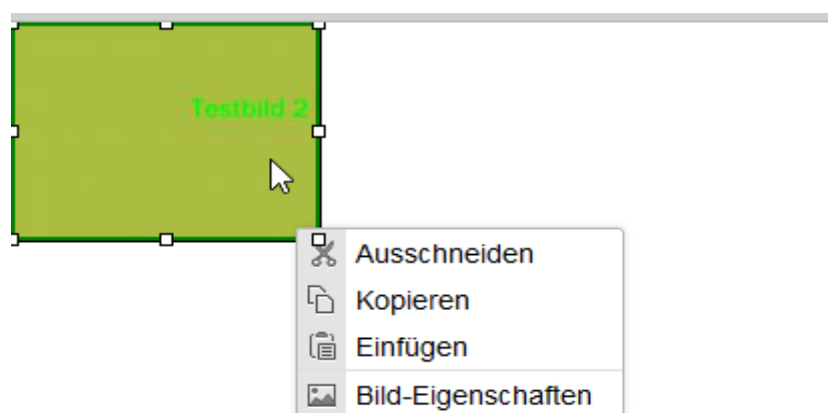 Testbild 2
Ausschneiden
Kopieren
Einfügen
Bild-Eigenschaften